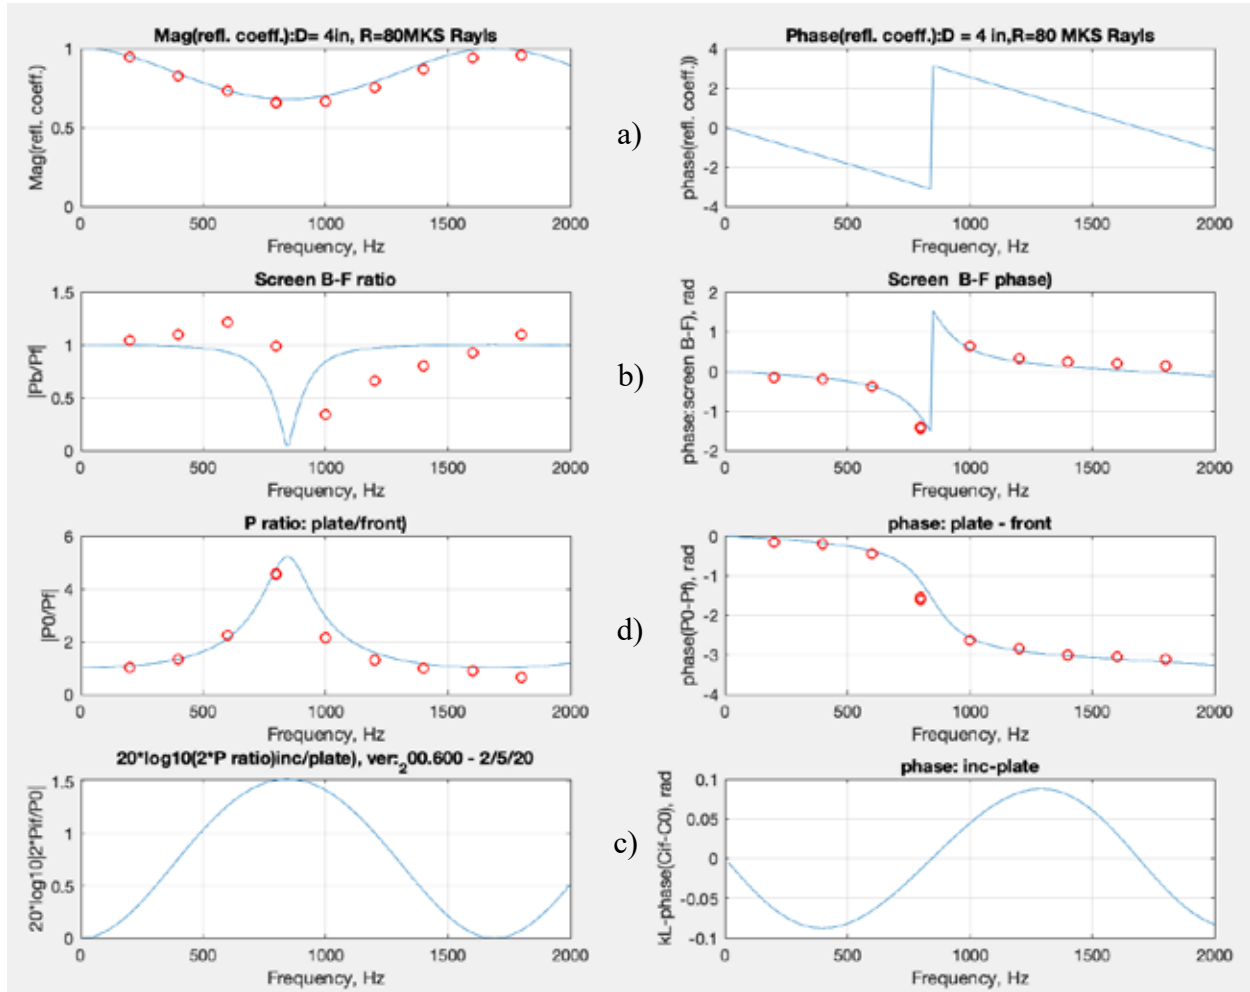 Mag(refl. coeff.):D= 4in, R=80MKS Rayls
Mag(refl. coeff.)
1
0.5
0
0
500
1000
1500
2000
Frequency, Hz
a)
Phase(refl. coeff.):D = 4 in,R=80 MKS Rayls
phase(refl. coeff.))
4
2
0
-2
-4
0
500
1000
1500
2000
Frequency, Hz
Screen B-F ratio
|Pb/Pf|
1.5
1
0.5
0
0
500
1000
1500
2000
Frequency, Hz
b)
Screen B-F phase)
phase:screen B-F), rad
2
1
0
-1
-2
0
500
1000
1500
2000
Frequency, Hz
P ratio: plate/front)
|P0/Pf|
6
4
2
0
0
500
1000
1500
2000
Frequency, Hz
d)
phase: plate - front
phase(P0-Pf), rad
0
-1
-2
-3
-4
0
500
1000
1500
2000
Frequency, Hz
20*log10(2*P ratio)inc/plate), ver:₂00.600 - 2/5/20
20*log10|2*Pif/P0|
1.5
1
0.5
0
0
500
1000
1500
2000
Frequency, Hz
c)
phase: inc-plate
kL-phase(Cif-C0), rad
0.1
0.05
0
-0.05
-0.1
0
500
1000
1500
2000
Frequency, Hz